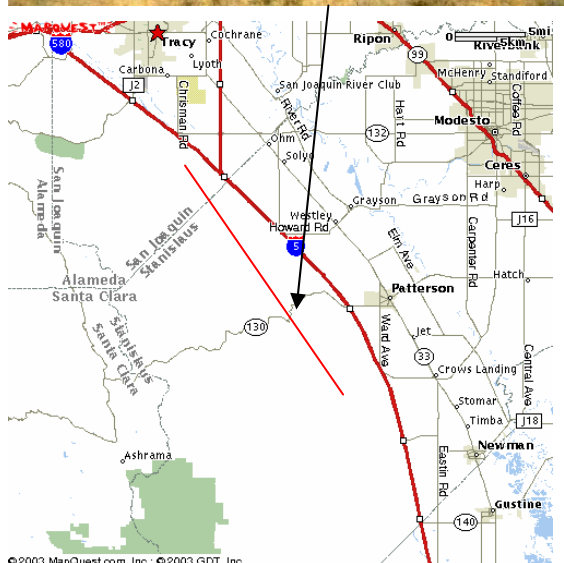 MAPQUEST
580
Tracy
Cochrane
Lyoth
Carbona
J2
Chrisman Rd
San Joaquin River Club
River Rd
Ohm
Solyo
132
Hart Rd
Ripon
99
0
5mi
Riverbank
McHenry
Standiford
Coffee Rd
Modesto
Ceres
Harp
Grayson Rd
J16
Grayson
Westley
Howard Rd
5
San Joaquin
Alameda
San Joaquin
Stanislaus
Alameda
Santa Clara
Stanislaus
Santa Clara
130
Elm Ave
Carpenter Rd
Hatch
Patterson
Ward Ave
Jet
33
Crows Landing
Central Ave
Stomar
Timba
J18
Newman
Eastin Rd
Gustine
140
Ashrama
©2003 MapQuest.com, Inc.; ©2003 GDT, Inc.